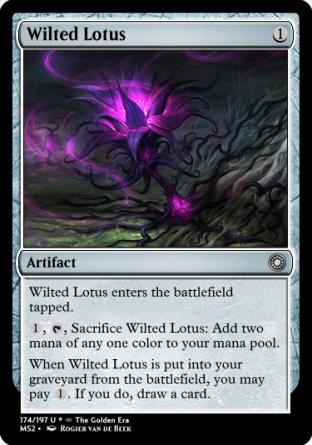 Wilted Lotus 1
Artifact
Wilted Lotus enters the battlefield
tapped.
1, , Sacrifice Wilted Lotus: Add two
mana of any one color to your mana pool.
When Wilted Lotus is put into your
graveyard from the battlefield, you may
pay 1. If you do, draw a card.
174/197 U * The Golden Era
MS2 • Rogier van de Beek